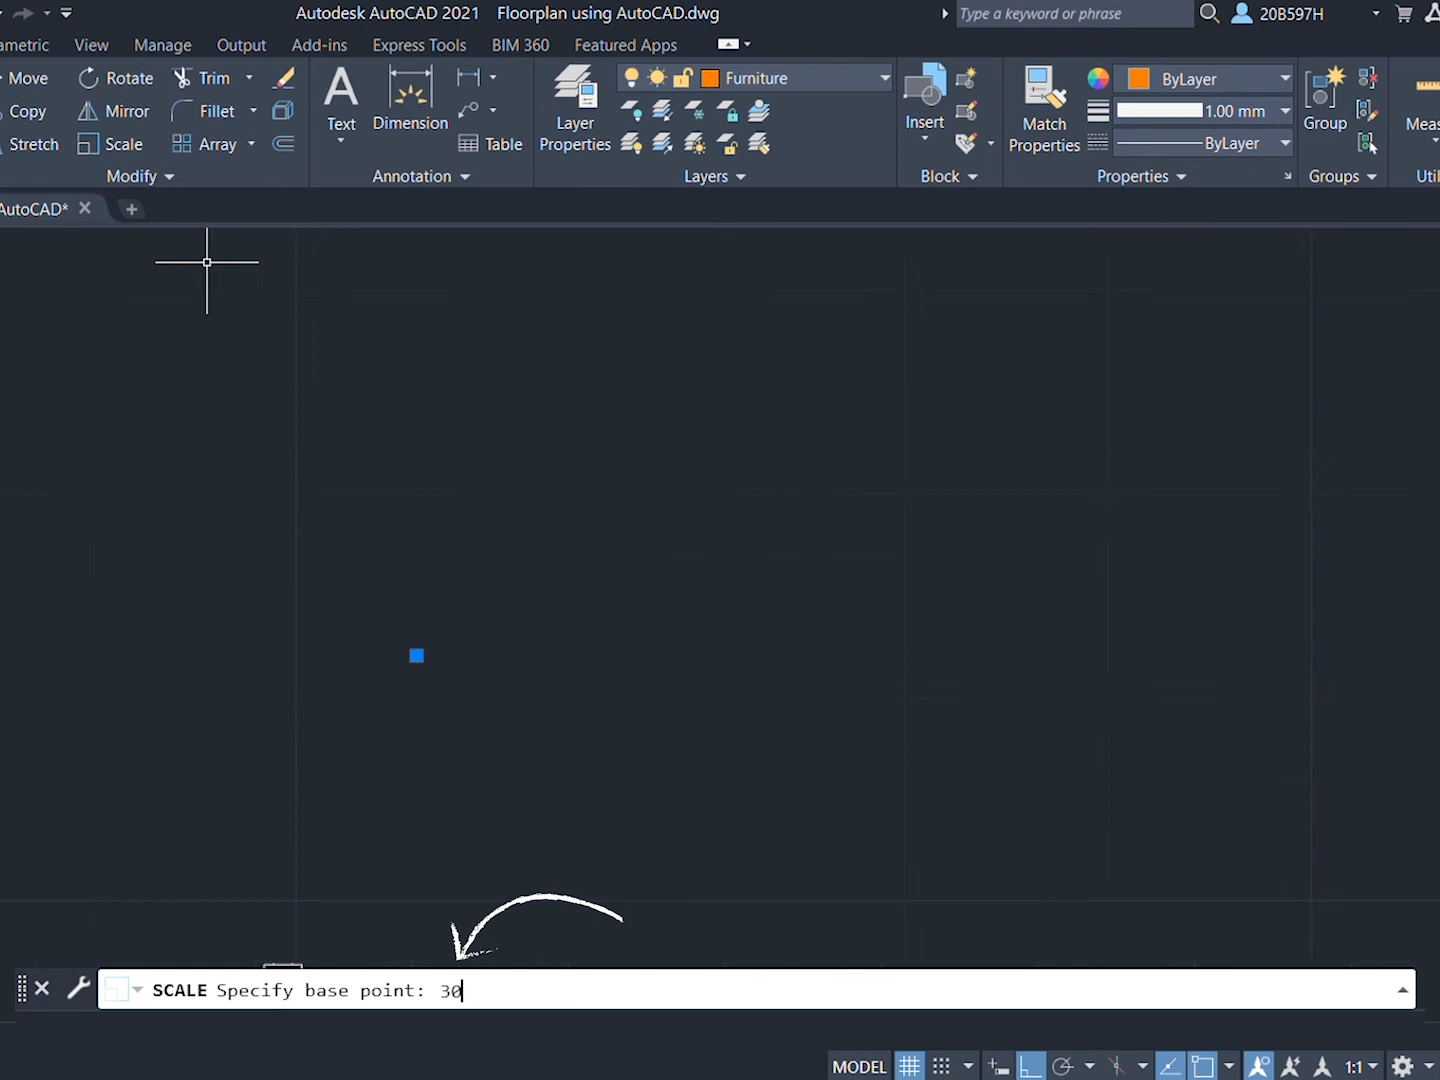 Autodesk AutoCAD 2021 Floorplan using AutoCAD.dwg Type a keyword or phrase 20B597H
ametric View Manage Output Add-ins Express Tools BIM 360 Featured Apps
Move Rotate Trim Furniture ByLayer
Copy Mirror Fillet Text Dimension Layer Properties Insert Match Properties 1.00 mm Group Meas
Stretch Scale Array Table ByLayer
Modify Annotation Layers Block Properties Groups Util
AutoCAD*
SCALE Specify base point: 30
MODEL 1:1